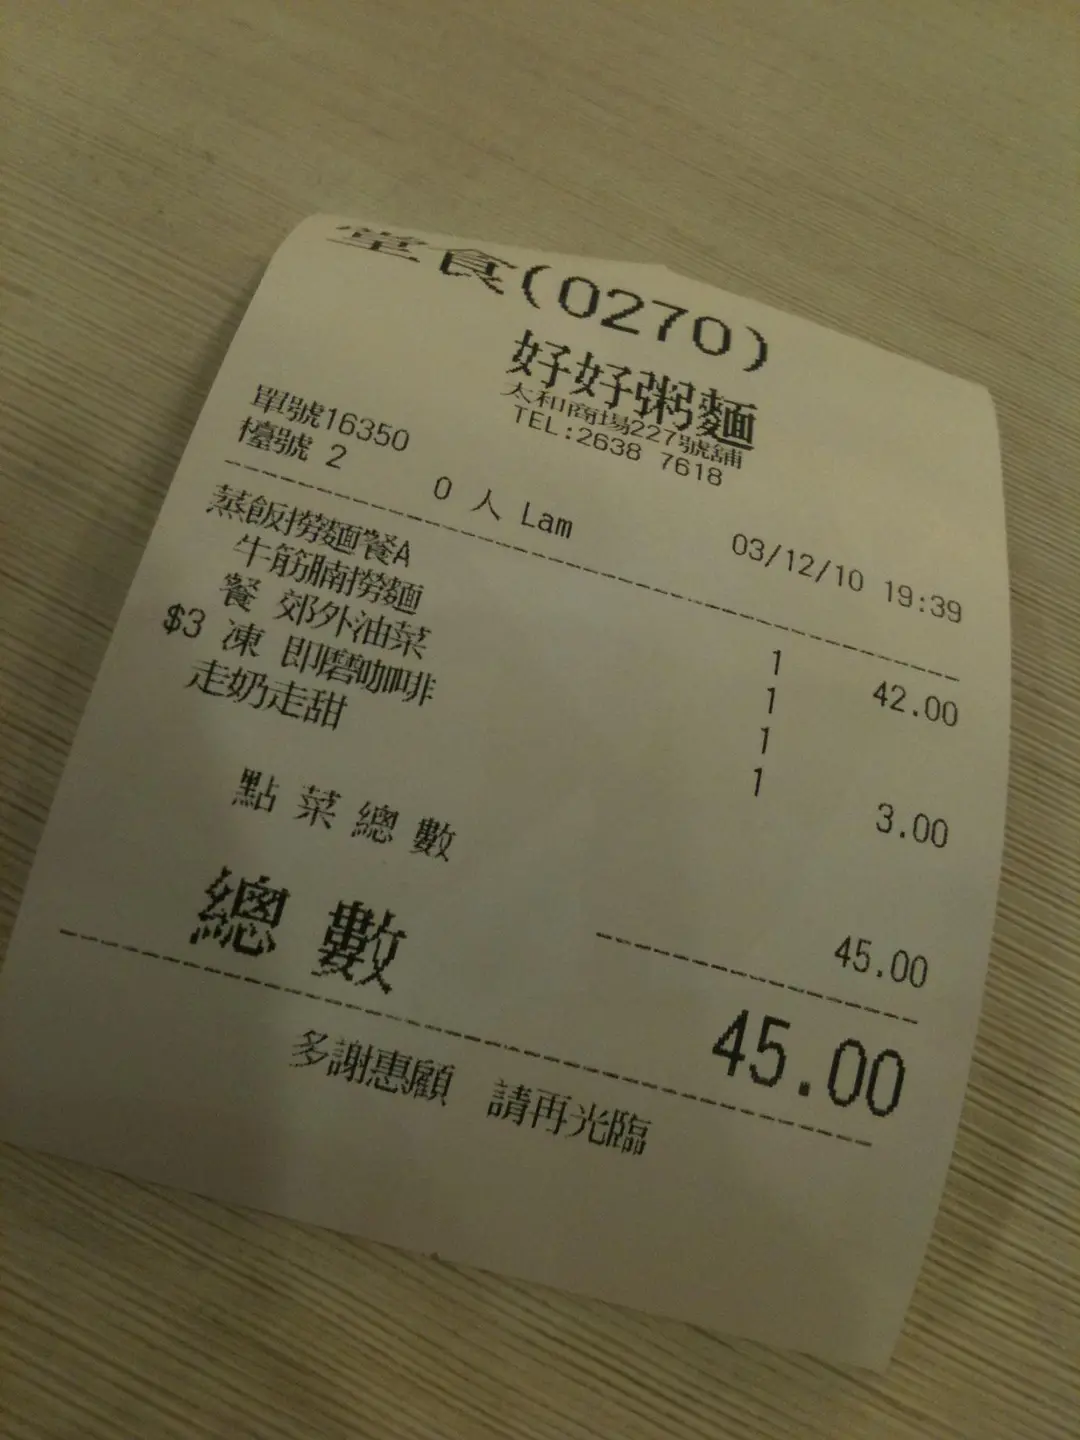 堂食(0270)
好好粥麵
太和商場227號舖
TEL:2638 7618
單號16350
檯號 2
0 人 Lam
03/12/10 19:39
蒸飯撈麵餐A 1 42.00
牛筋腩撈麵 1
餐 郊外油菜 1
$3 凍 即磨咖啡 1 3.00
走奶走甜
點菜總數 45.00
總數 45.00
多謝惠顧 請再光臨